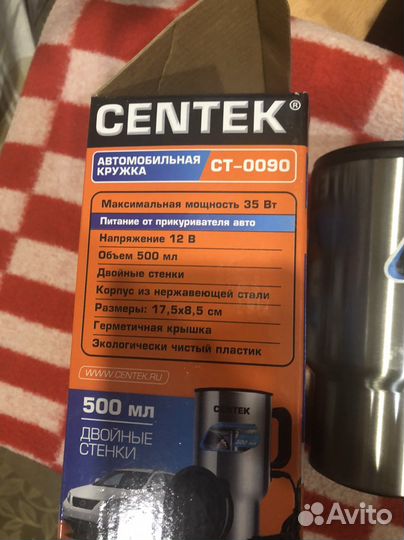 CENTEK®
АВТОМОБИЛЬНАЯ
КРУЖКА
CT-0090
Максимальная мощность 35 Вт
Питание от прикуривателя авто
Напряжение 12 В
Объем 500 мл
Двойные стенки
Корпус из нержавеющей стали
Размеры: 17,5x8,5 см
Герметичная крышка
Экологически чистый пластик
WWW.CENTEK.RU
500 мл
ДВОЙНЫЕ
СТЕНКИ
CENTEK
Avito